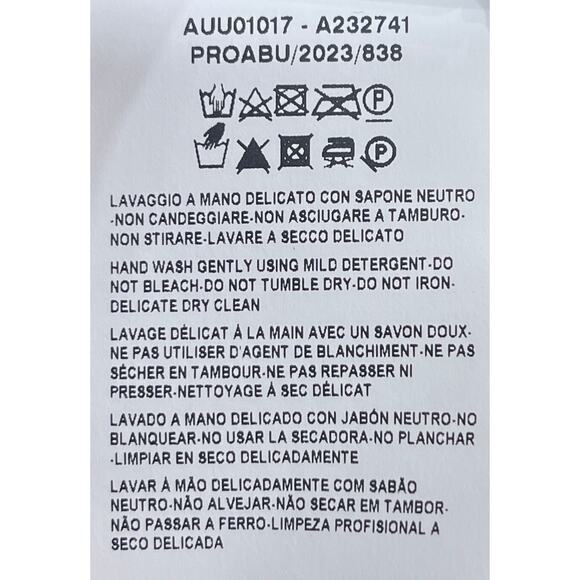 AUU01017 - A232741
PROABU/2023/838
P
P
LAVAGGIO A MANO DELICATO CON SAPONE NEUTRO
-NON CANDEGGIARE-NON ASCIUGARE A TAMBURO-
NON STIRARE-LAVARE A SECCO DELICATO
HAND WASH GENTLY USING MILD DETERGENT-DO
NOT BLEACH-DO NOT TUMBLE DRY-DO NOT IRON-
DELICATE DRY CLEAN
LAVAGE DÉLICAT À LA MAIN AVEC UN SAVON DOUX-
NE PAS UTILISER D'AGENT DE BLANCHIMENT-NE PAS
SÉCHER EN TAMBOUR-NE PAS REPASSER NI
PRESSER-NETTOYAGE À SEC DÉLICAT
LAVADO A MANO DELICADO CON JABÓN NEUTRO-NO
BLANQUEAR-NO USAR LA SECADORA-NO PLANCHAR
-LIMPIAR EN SECO DELICADAMENTE
LAVAR À MÃO DELICADAMENTE COM SABÃO
NEUTRO-NÃO ALVEJAR-NÃO SECAR EM TAMBOR-
NÃO PASSAR A FERRO-LIMPEZA PROFISIONAL A
SECO DELICADA